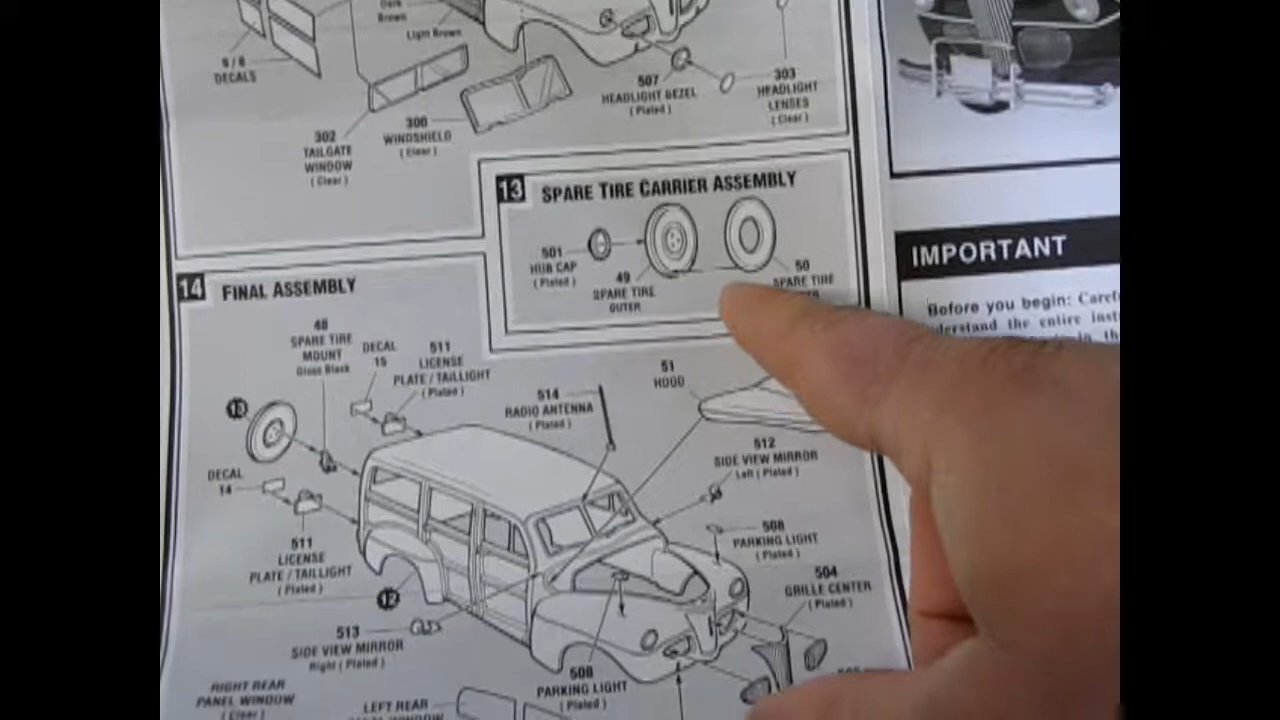 Dark
Brown
Light Brown
DECALS
507
HEADLIGHT BEZEL
( Plated )
303
HEADLIGHT
LENSES
( Clear )
302
TAILGATE
WINDOW
( Clear )
300
WINDSHIELD
( Clear )
13 SPARE TIRE CARRIER ASSEMBLY
501
HUB CAP
( Plated )
49
SPARE TIRE
OUTER
50
SPARE TIRE
IMPORTANT
Before you begin:
the entire
14 FINAL ASSEMBLY
48
SPARE TIRE
MOUNT
Gloss Black
DECAL
15
511
LICENSE
PLATE / TAILLIGHT
( Plated )
514
RADIO ANTENNA
( Plated )
51
HOOD
13
DECAL
14
512
SIDE VIEW MIRROR
Left ( Plated )
511
LICENSE
PLATE / TAILLIGHT
( Plated )
508
PARKING LIGHT
( Plated )
504
GRILLE CENTER
( Plated )
12
513
SIDE VIEW MIRROR
Right ( Plated )
508
PARKING LIGHT
( Plated )
RIGHT REAR
PANEL WINDOW
( Clear )
LEFT REAR